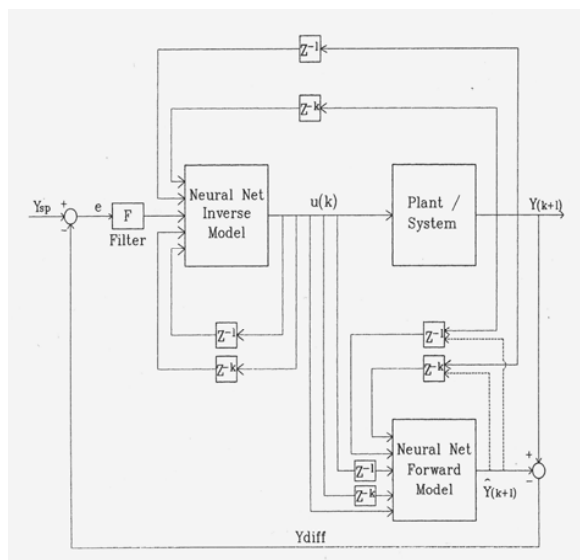 Z⁻¹
Z⁻ᵏ
Ysp
+
−
e
F
Filter
Neural Net
Inverse
Model
u(k)
Plant /
System
Y(k+1)
Z⁻¹
Z⁻ᵏ
Z⁻¹
Z⁻ᵏ
Z⁻¹
Z⁻ᵏ
Neural Net
Forward
Model
Ŷ(k+1)
+
−
Ydiff